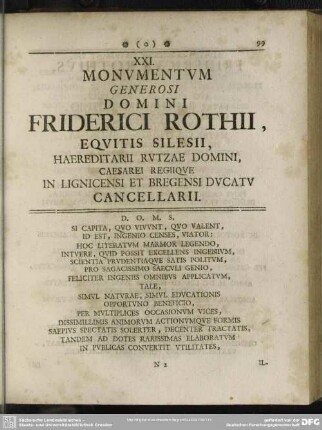 (o)
99
XXI.
MONVMENTVM
GENEROSI
DOMINI
FRIDERICI ROTHII,
EQVITIS SILESII,
HAEREDITARII RVTZAE DOMINI,
CAESAREI REGIIQVE
IN LIGNICENSI ET BREGENSI DVCATV
CANCELLARII.
D. O. M. S.
SI CAPITA, QVO VIVVNT, QVO VALENT,
ID EST, INGENIO CENSES, VIATOR:
HOC LITERATVM MARMOR LEGENDO,
INTVERE, QVID POSSIT EXCELLENS INGENIVM,
SCIENTIA PRVDENTIAQVE SATIS POLITVM,
PRO SAGACISSIMO SAECVLI GENIO,
FELICITER INGENIIS OMNIBVS APPLICATVM,
TALE,
SIMVL NATVRAE, SIMVL EDVCATIONIS
OPPORTVNO BENEFICIO,
PER MVLTIPLICES OCCASIONVM VICES,
DISSIMILLIMIS ANIMORVM ACTIONVMQVE FORMIS
SAEPIVS SPECTATIS SOLERTER, DECENTER TRACTATIS,
TANDEM AD DOTES RARISSIMAS ELABORATVM
IN PVBLICAS CONVERTIT VTILITATES,
N 2
IL-